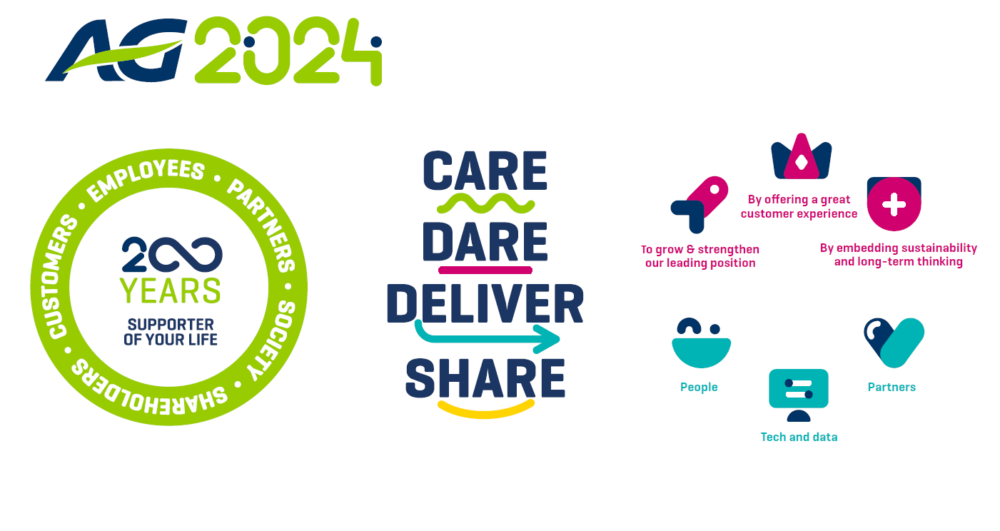 AG 2024
CUSTOMERS • EMPLOYEES • PARTNERS • SOCIETY • SHAREHOLDERS •
200
YEARS
SUPPORTER
OF YOUR LIFE
CARE
DARE
DELIVER
SHARE
By offering a great
customer experience
To grow & strengthen
our leading position
By embedding sustainability
and long-term thinking
People
Partners
Tech and data